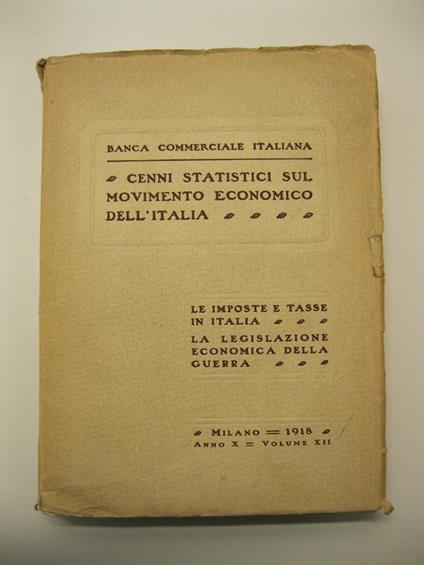 BANCA COMMERCIALE ITALIANA
CENNI STATISTICI SUL
MOVIMENTO ECONOMICO
DELL'ITALIA
LE IMPOSTE E TASSE
IN ITALIA
LA LEGISLAZIONE
ECONOMICA DELLA
GUERRA
MILANO = 1918
ANNO X = VOLUME XII